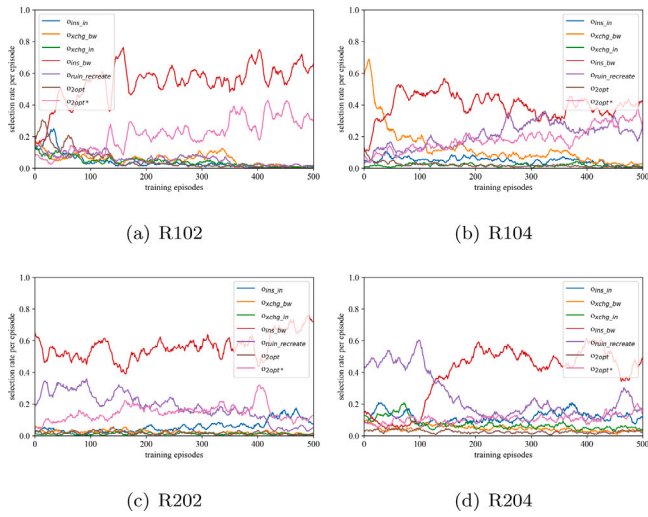 1.0
0.8
0.6
0.4
0.2
0.0
selection rate per episode
o_ins_in
o_xchg_bw
o_xchg_in
o_ins_bw
o_ruin_recreate
o_2opt
o_2opt*
0 100 200 300 400 500
training episodes
(a) R102
1.0
0.8
0.6
0.4
0.2
0.0
selection rate per episode
o_ins_in
o_xchg_bw
o_xchg_in
o_ins_bw
o_ruin_recreate
o_2opt
o_2opt*
0 100 200 300 400 500
training episodes
(b) R104
1.0
0.8
0.6
0.4
0.2
0.0
selection rate per episode
o_ins_in
o_xchg_bw
o_xchg_in
o_ins_bw
o_ruin_recreate
o_2opt
o_2opt*
0 100 200 300 400 500
training episodes
(c) R202
1.0
0.8
0.6
0.4
0.2
0.0
selection rate per episode
o_ins_in
o_xchg_bw
o_xchg_in
o_ins_bw
o_ruin_recreate
o_2opt
o_2opt*
0 100 200 300 400 500
training episodes
(d) R204